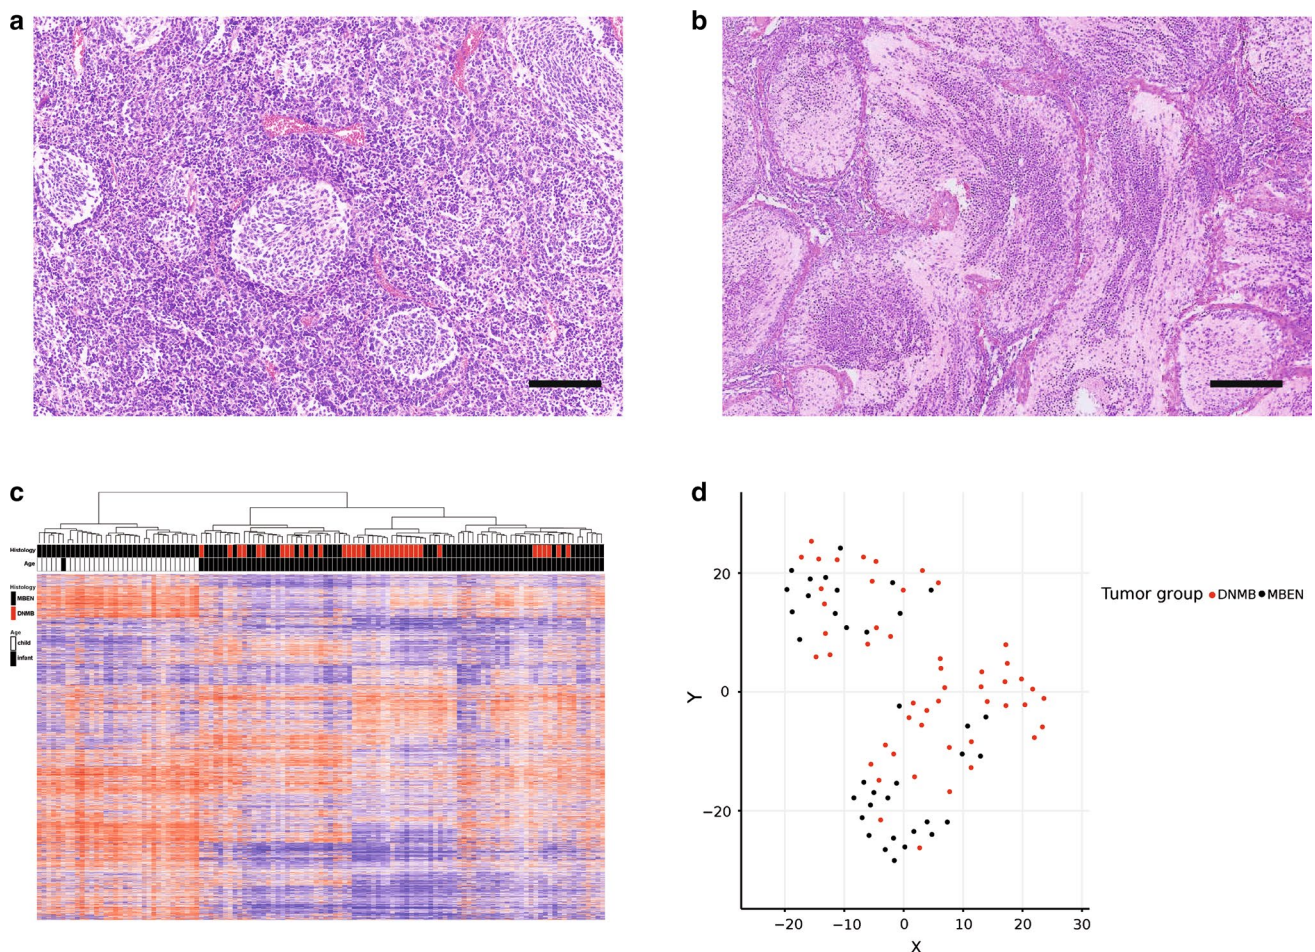 a
b
c
Histology
Age
Histology
MBEN
DNMB
Age
child
infant
d
20
0
−20
Y
−20 −10 0 10 20 30
X
Tumor group DNMB MBEN